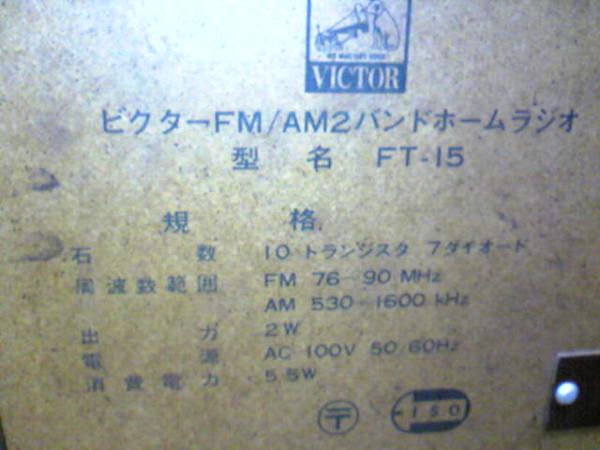 VICTOR
ビクターFM/AM2バンドホームラジオ
型名 FT-15
規格
石数 10 トランジスタ 7ダイオード
周波数範囲 FM 76-90 MHz
AM 530-1600 kHz
出力 2W
電源 AC 100V 50/60Hz
消費電力 5.5W
〒 ISO